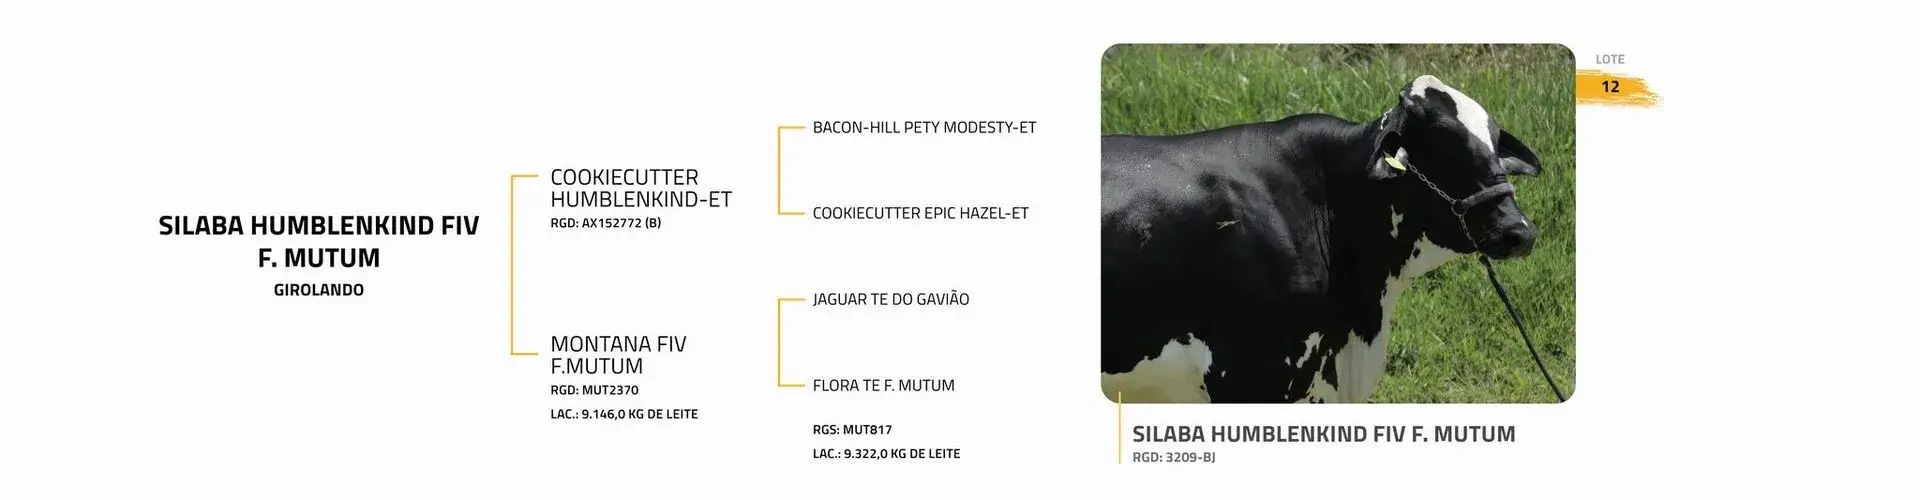 SILABA HUMBLENKIND FIV
F. MUTUM
GIROLANDO
COOKIECUTTER
HUMBLENKIND-ET
RGD: AX152772 (B)
MONTANA FIV
F.MUTUM
RGD: MUT2370
LAC.: 9.146,0 KG DE LEITE
BACON-HILL PETY MODESTY-ET
COOKIECUTTER EPIC HAZEL-ET
JAGUAR TE DO GAVIÃO
FLORA TE F. MUTUM
RGS: MUT817
LAC.: 9.322,0 KG DE LEITE
LOTE
12
SILABA HUMBLENKIND FIV F. MUTUM
RGD: 3209-BJ